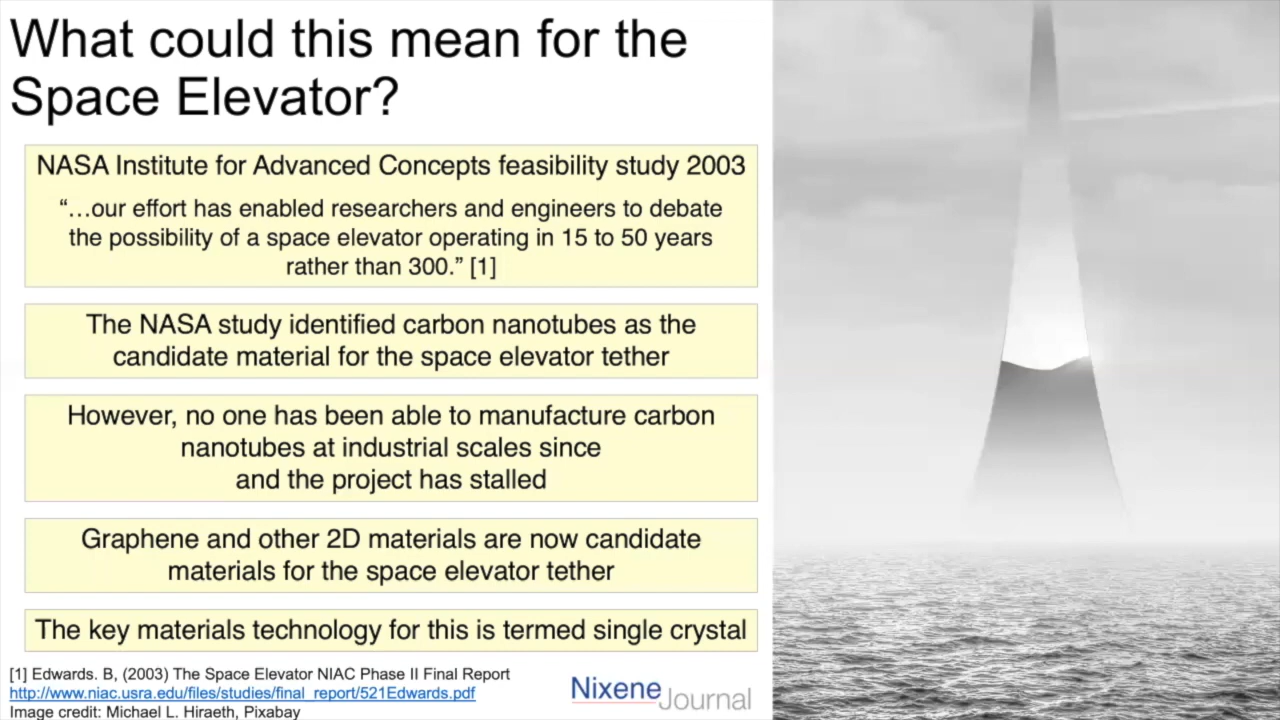 What could this mean for the
Space Elevator?
NASA Institute for Advanced Concepts feasibility study 2003
“…our effort has enabled researchers and engineers to debate
the possibility of a space elevator operating in 15 to 50 years
rather than 300.” [1]
The NASA study identified carbon nanotubes as the
candidate material for the space elevator tether
However, no one has been able to manufacture carbon
nanotubes at industrial scales since
and the project has stalled
Graphene and other 2D materials are now candidate
materials for the space elevator tether
The key materials technology for this is termed single crystal
[1] Edwards. B, (2003) The Space Elevator NIAC Phase II Final Report
http://www.niac.usra.edu/files/studies/final_report/521Edwards.pdf
Image credit: Michael L. Hiraeth, Pixabay
Nixene Journal